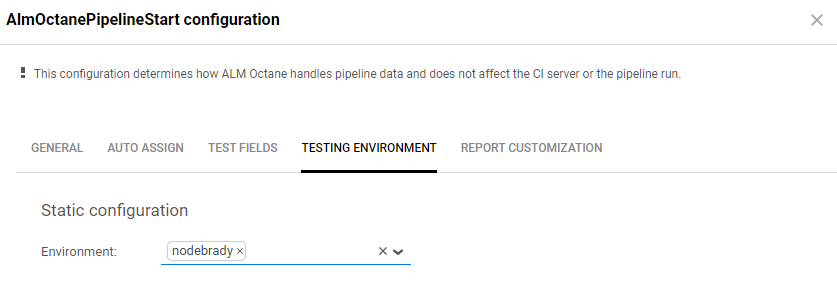 AlmOctanePipelineStart configuration
This configuration determines how ALM Octane handles pipeline data and does not affect the CI server or the pipeline run.
GENERAL AUTO ASSIGN TEST FIELDS TESTING ENVIRONMENT REPORT CUSTOMIZATION
Static configuration
Environment: nodebrady